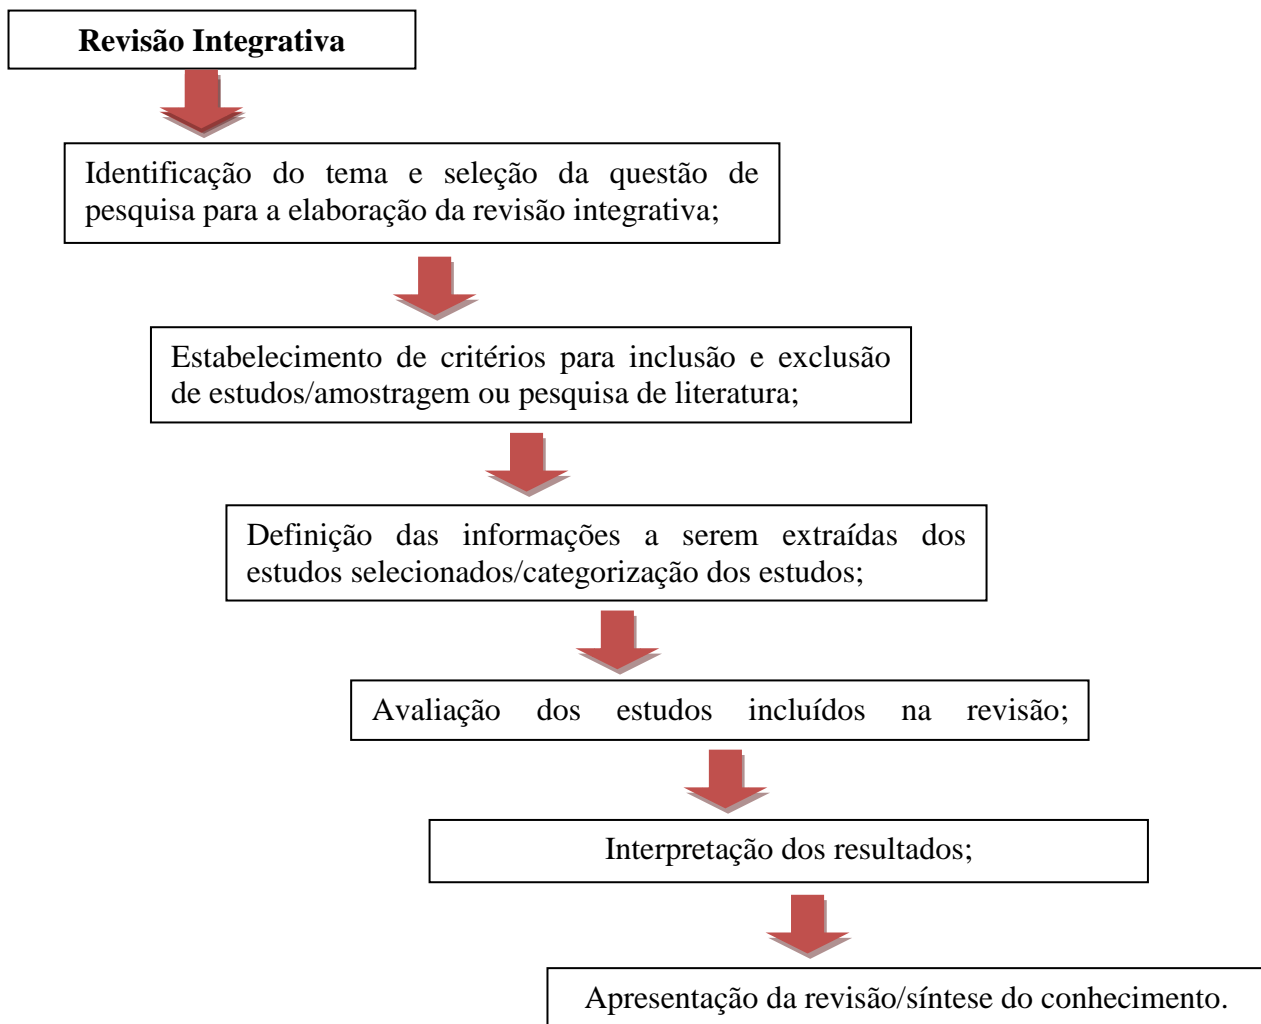 Revisão Integrativa
Identificação do tema e seleção da questão de
pesquisa para a elaboração da revisão integrativa;
Estabelecimento de critérios para inclusão e exclusão
de estudos/amostragem ou pesquisa de literatura;
Definição das informações a serem extraídas dos
estudos selecionados/categorização dos estudos;
Avaliação dos estudos incluídos na revisão;
Interpretação dos resultados;
Apresentação da revisão/síntese do conhecimento.